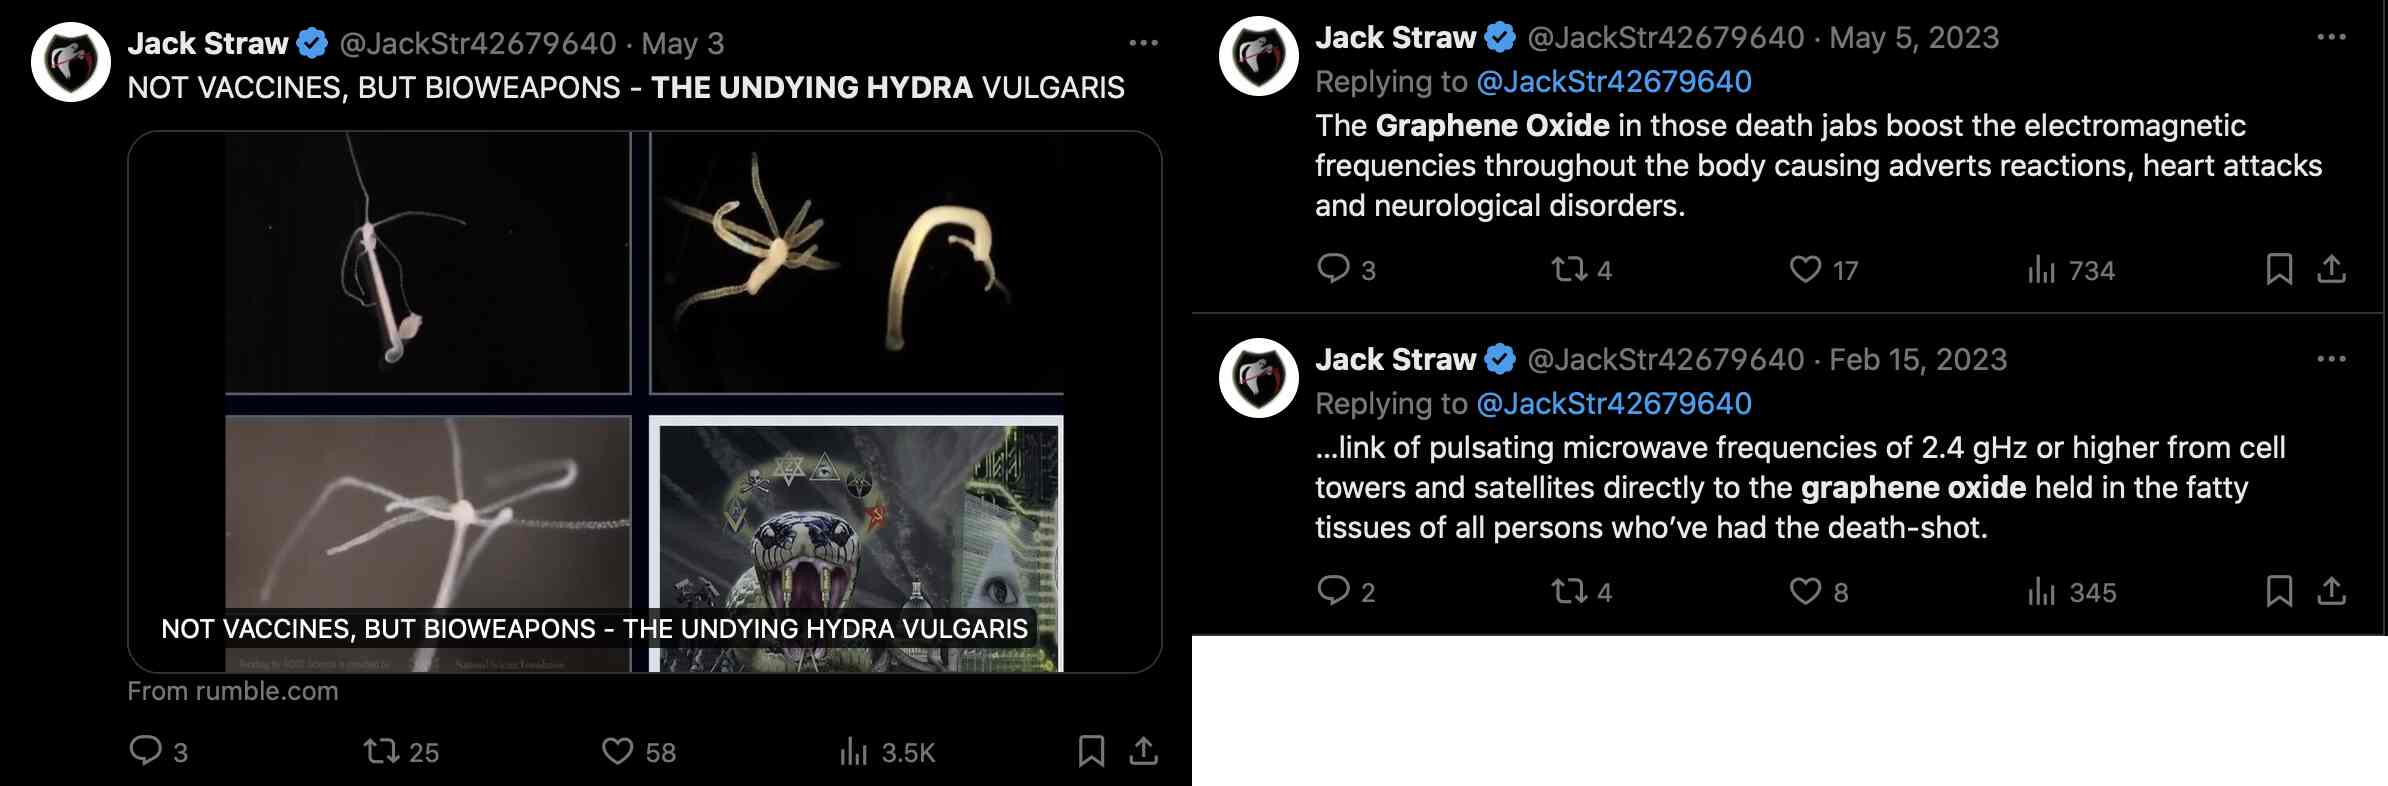 Jack Straw @JackStr42679640 · May 3
NOT VACCINES, BUT BIOWEAPONS - THE UNDYING HYDRA VULGARIS
NOT VACCINES, BUT BIOWEAPONS - THE UNDYING HYDRA VULGARIS
From rumble.com
3 25 58 3.5K
Jack Straw @JackStr42679640 · May 5, 2023
Replying to @JackStr42679640
The Graphene Oxide in those death jabs boost the electromagnetic
frequencies throughout the body causing adverts reactions, heart attacks
and neurological disorders.
3 4 17 734
Jack Straw @JackStr42679640 · Feb 15, 2023
Replying to @JackStr42679640
...link of pulsating microwave frequencies of 2.4 gHz or higher from cell
towers and satellites directly to the graphene oxide held in the fatty
tissues of all persons who’ve had the death-shot.
2 4 8 345